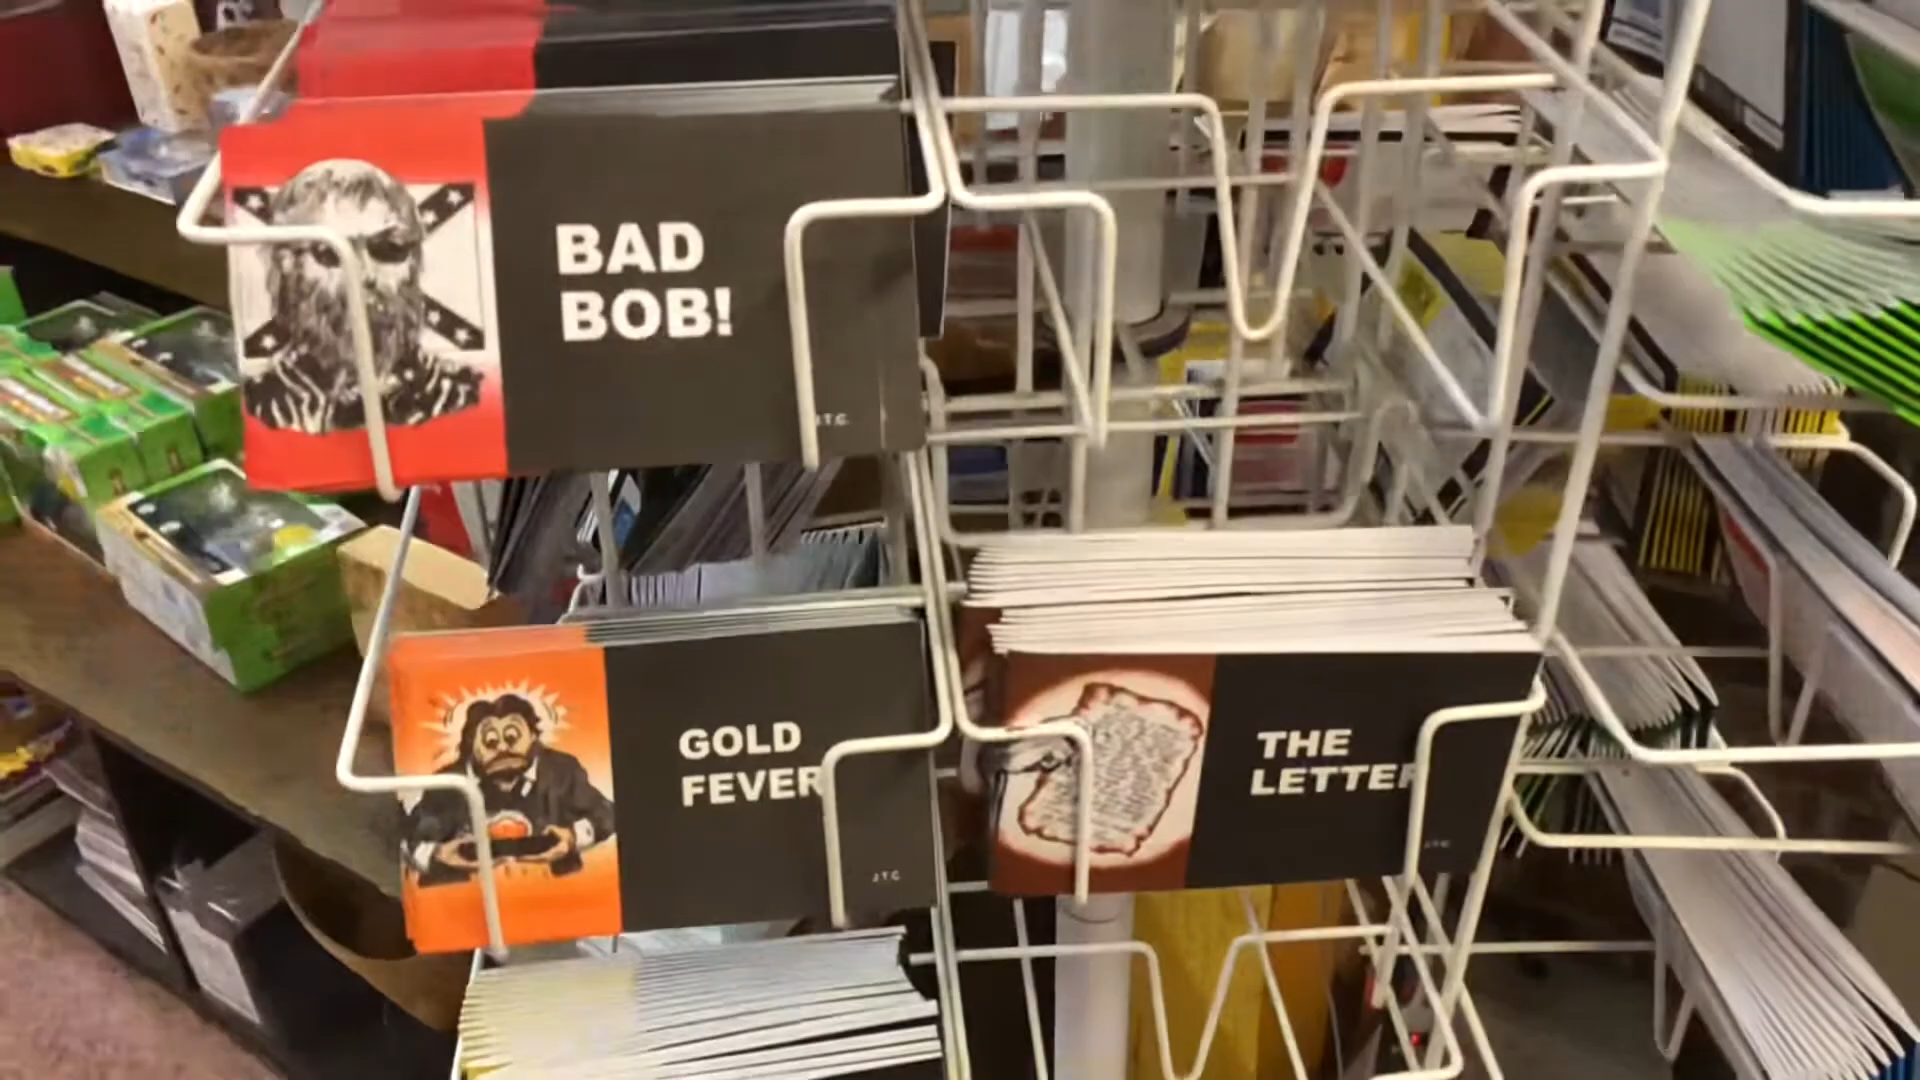 BAD
BOB!
J.T.C.
GOLD
FEVER
J.T.C
THE
LETTER
J.T.C